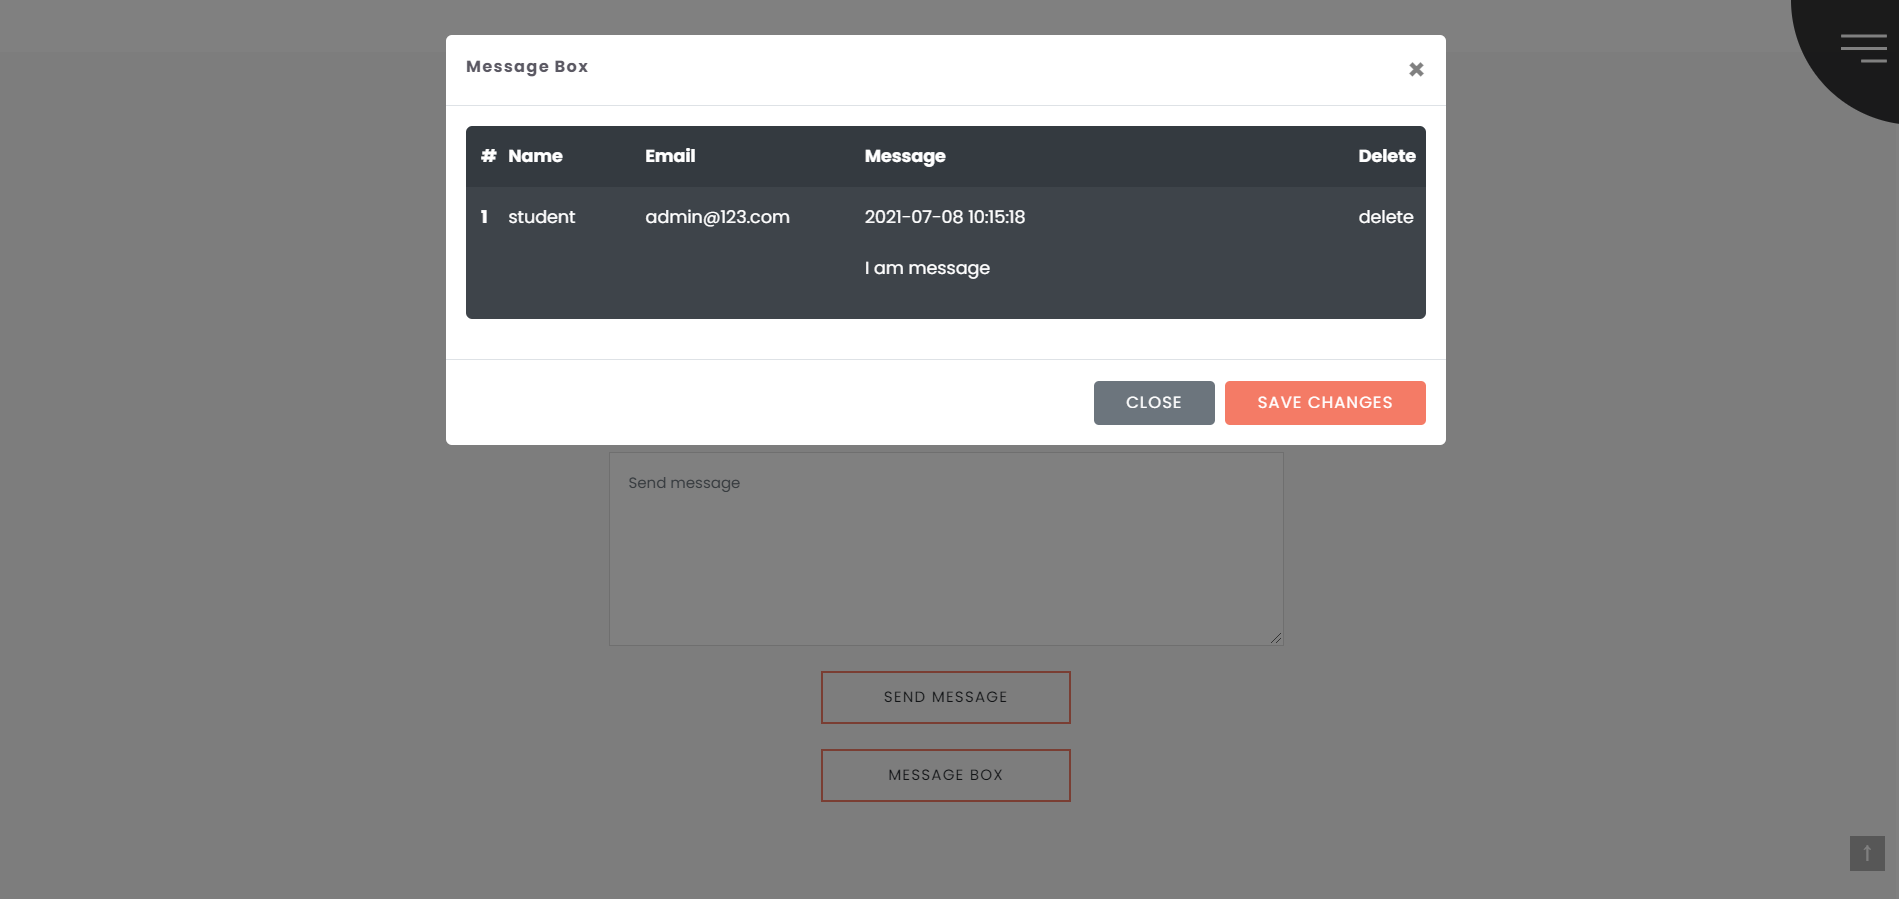 Message Box
# Name Email Message Delete
1 student admin@123.com 2021-07-08 10:15:18 delete
I am message
CLOSE SAVE CHANGES
Send message
SEND MESSAGE
MESSAGE BOX